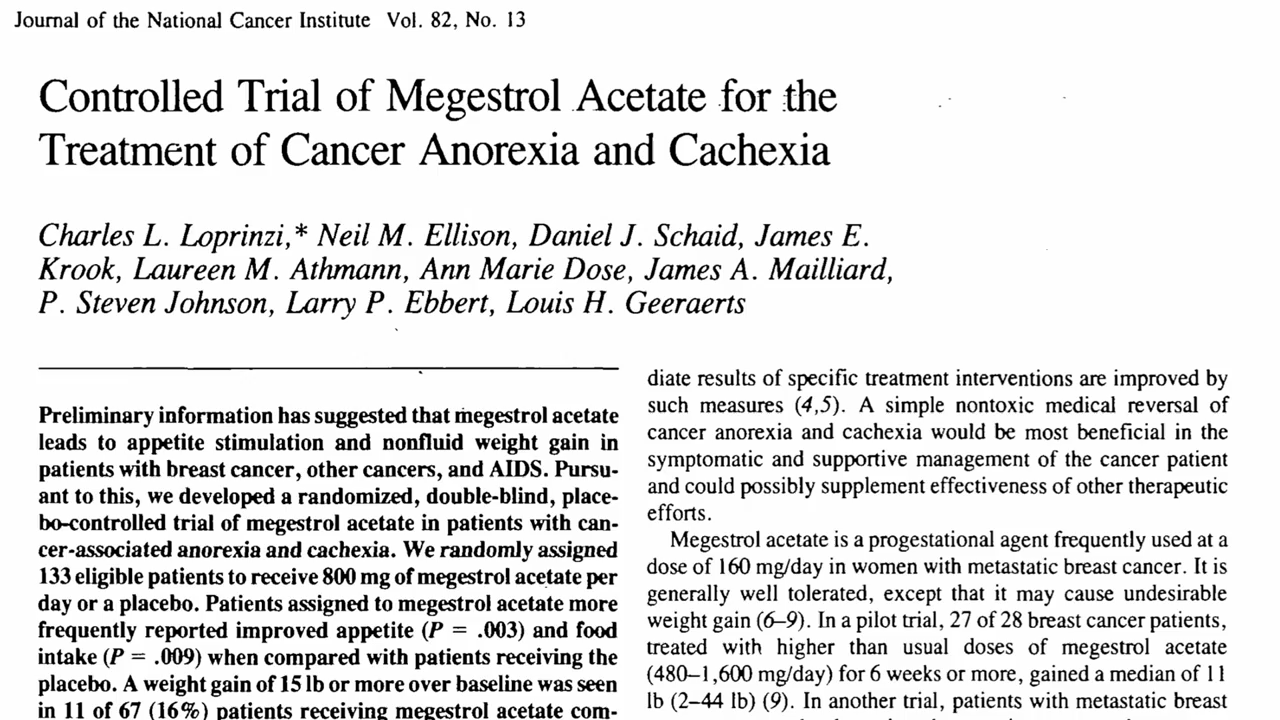 Journal of the National Cancer Institute Vol. 82, No. 13
Controlled Trial of Megestrol Acetate for the
Treatment of Cancer Anorexia and Cachexia
Charles L. Loprinzi,* Neil M. Ellison, Daniel J. Schaid, James E.
Krook, Laureen M. Athmann, Ann Marie Dose, James A. Mailliard,
P. Steven Johnson, Larry P. Ebbert, Louis H. Geeraerts
Preliminary information has suggested that megestrol acetate
leads to appetite stimulation and nonfluid weight gain in
patients with breast cancer, other cancers, and AIDS. Pursu-
ant to this, we developed a randomized, double-blind, place-
bo-controlled trial of megestrol acetate in patients with can-
cer-associated anorexia and cachexia. We randomly assigned
133 eligible patients to receive 800 mg of megestrol acetate per
day or a placebo. Patients assigned to megestrol acetate more
frequently reported improved appetite (P = .003) and food
intake (P = .009) when compared with patients receiving the
placebo. A weight gain of 15 lb or more over baseline was seen
in 11 of 67 (16%) patients receiving megestrol acetate com-
diate results of specific treatment interventions are improved by
such measures (4,5). A simple nontoxic medical reversal of
cancer anorexia and cachexia would be most beneficial in the
symptomatic and supportive management of the cancer patient
and could possibly supplement effectiveness of other therapeutic
efforts.
Megestrol acetate is a progestational agent frequently used at a
dose of 160 mg/day in women with metastatic breast cancer. It is
generally well tolerated, except that it may cause undesirable
weight gain (6–9). In a pilot trial, 27 of 28 breast cancer patients,
treated with higher than usual doses of megestrol acetate
(480–1,600 mg/day) for 6 weeks or more, gained a median of 11
lb (2–44 lb) (9). In another trial, patients with metastatic breast